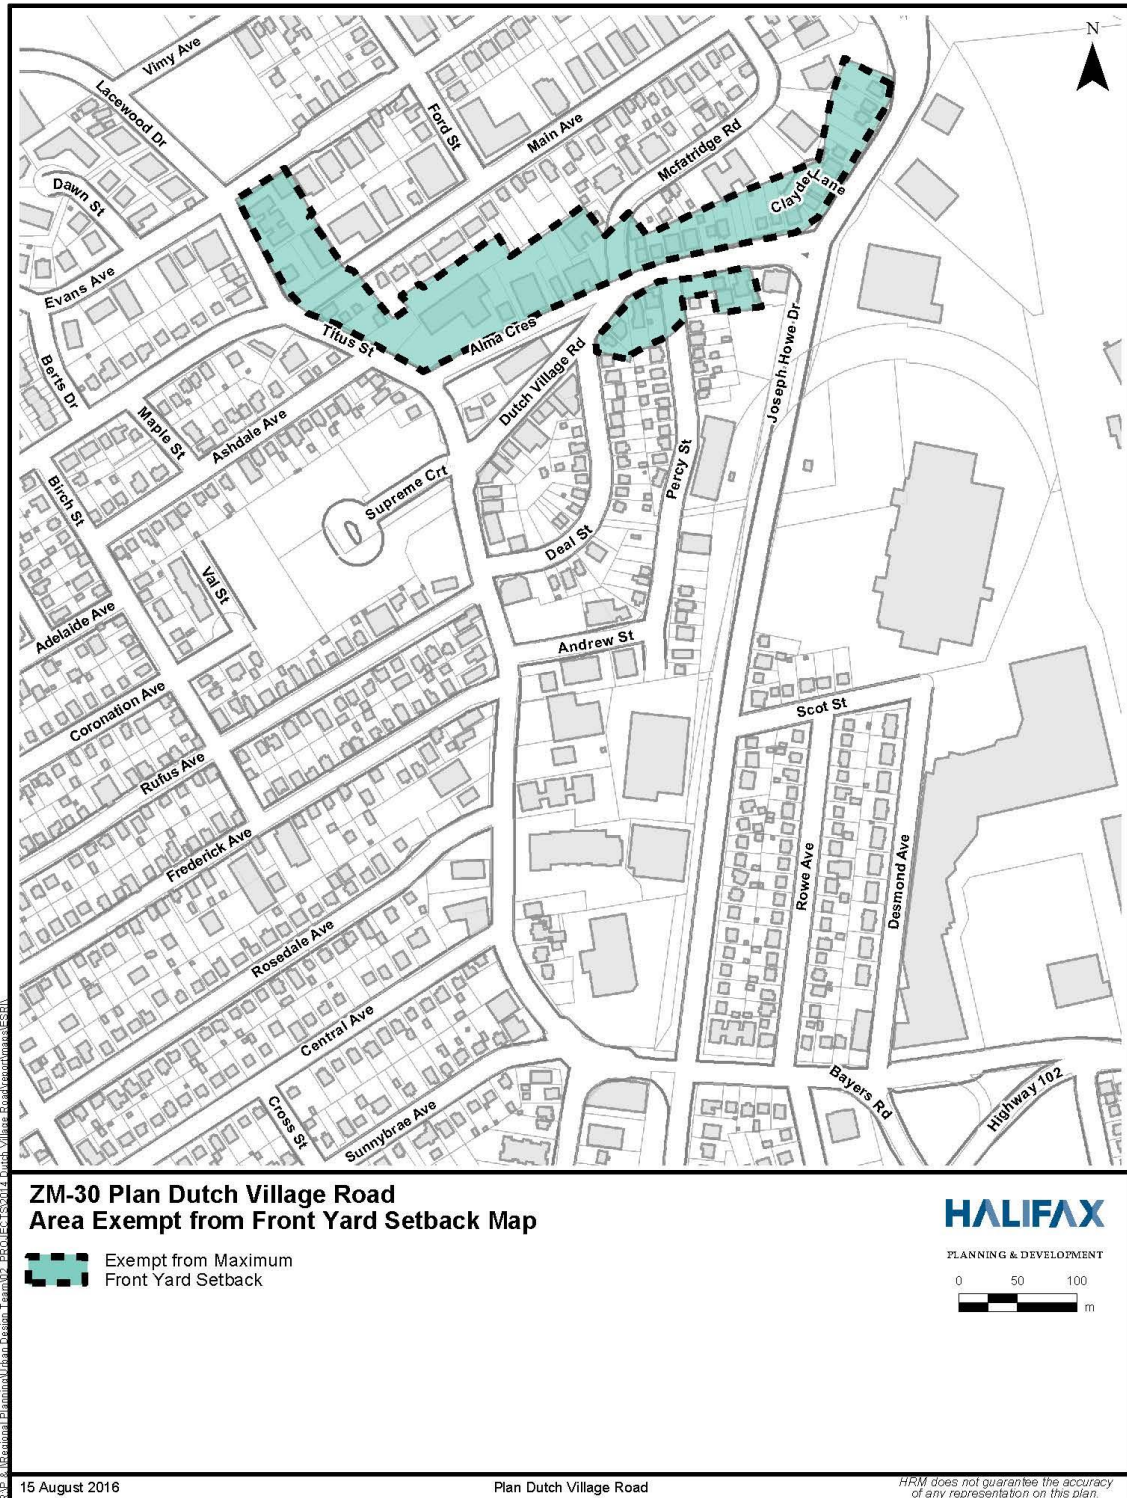 N
Vimy Ave
Lacewood Dr
Ford St
Main Ave
Mcfatridge Rd
Clayder Lane
Dawn St
Evans Ave
Titus St
Alma Cres
Dutch Village Rd
Joseph Howe Dr
Berts Dr
Maple St
Ashdale Ave
Percy St
Birch St
Supreme Crt
Deal St
Val St
Adelaide Ave
Andrew St
Coronation Ave
Scot St
Rufus Ave
Frederick Ave
Rowe Ave
Desmond Ave
Rosedale Ave
Central Ave
Cross St
Sunnybrae Ave
Bayers Rd
Highway 102
ZM-30 Plan Dutch Village Road
Area Exempt from Front Yard Setback Map
Exempt from Maximum
Front Yard Setback
HALIFAX
PLANNING & DEVELOPMENT
0 50 100
m
15 August 2016
Plan Dutch Village Road
HRM does not guarantee the accuracy
of any representation on this plan.